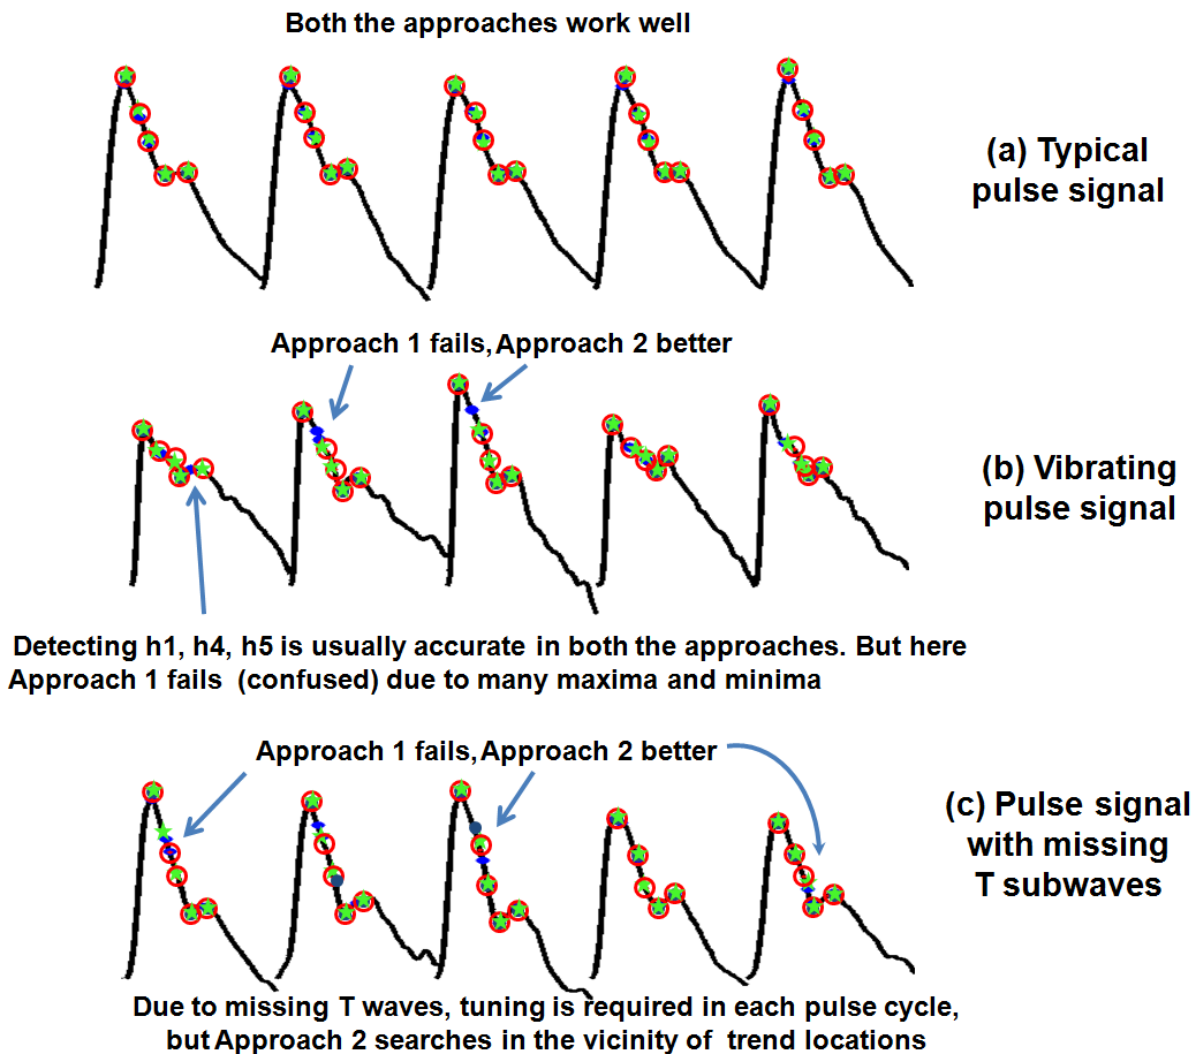 Both the approaches work well
(a) Typical
pulse signal
Approach 1 fails, Approach 2 better
(b) Vibrating
pulse signal
Detecting h1, h4, h5 is usually accurate in both the approaches. But here
Approach 1 fails (confused) due to many maxima and minima
Approach 1 fails, Approach 2 better
(c) Pulse signal
with missing
T subwaves
Due to missing T waves, tuning is required in each pulse cycle,
but Approach 2 searches in the vicinity of trend locations